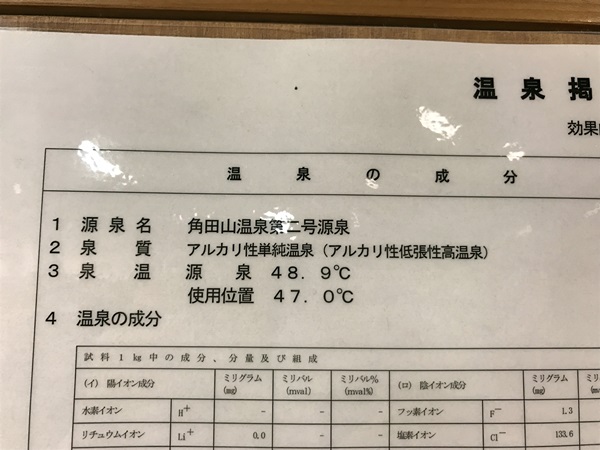 温泉掲
効果
温泉の成分
1 源泉名 角田山温泉第二号源泉
2 泉質 アルカリ性単純温泉（アルカリ性低張性高温泉）
3 泉温 源泉 48．9℃
使用位置 47．0℃
4 温泉の成分
試料1kg中の成分、分量及び組成
(イ) 陽イオン成分 ミリグラム (mg) ミリバル (mval) ミリバル% (mval%) (ロ) 陰イオン成分 ミリグラム (mg)
水素イオン H+ - - - フッ素イオン F- 1.3
リチュウムイオン Li+ 0.0 - - 塩素イオン Cl- 133.6